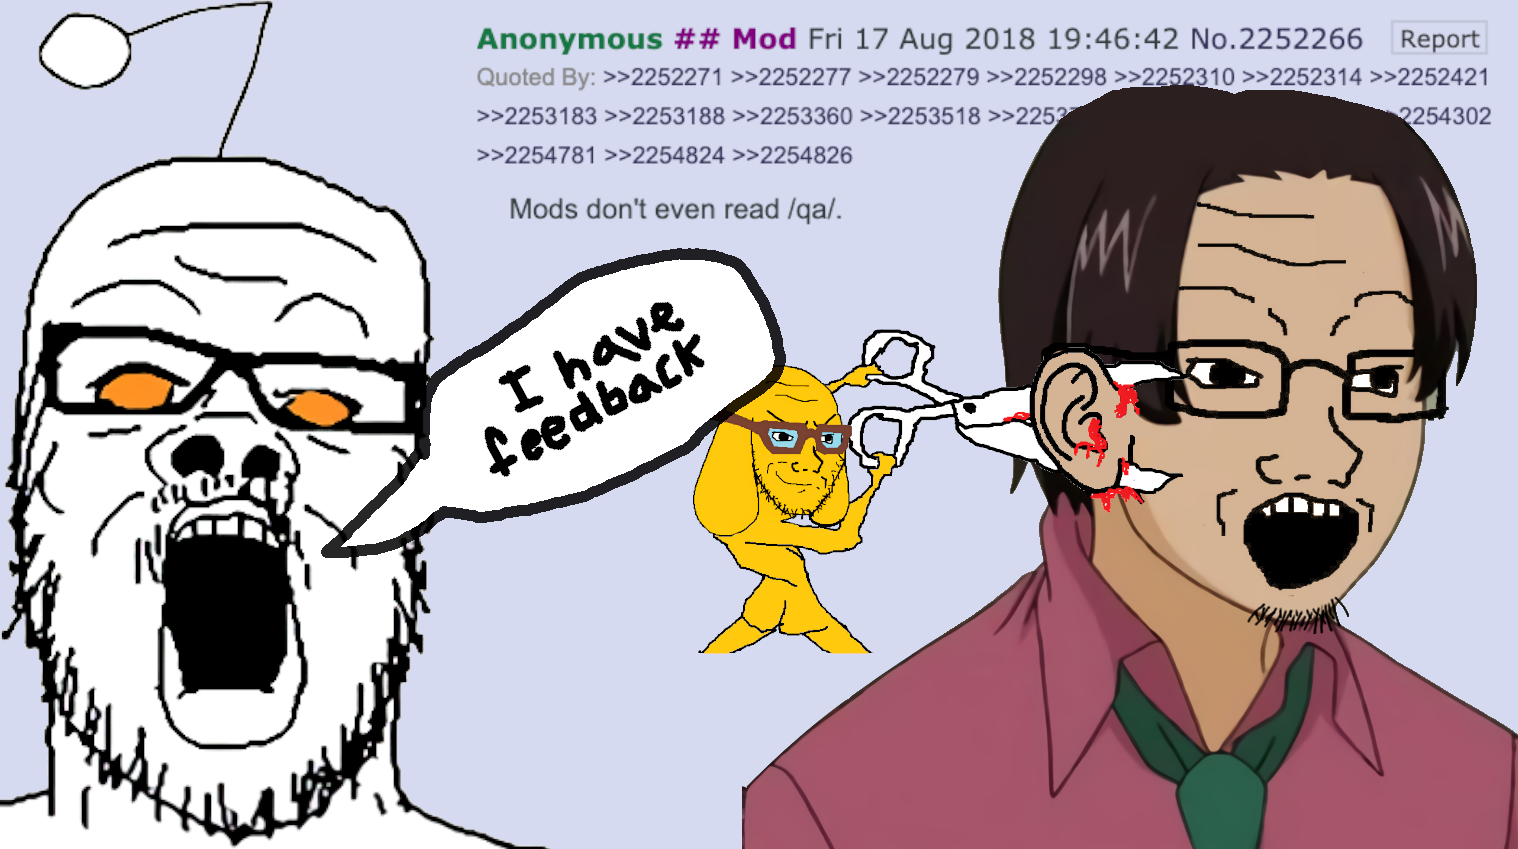 Anonymous ## Mod Fri 17 Aug 2018 19:46:42 No.2252266 Report
Quoted By: >>2252271 >>2252277 >>2252279 >>2252298 >>2252310 >>2252314 >>2252421
>>2253183 >>2253188 >>2253360 >>2253518 2254302
>>2254781 >>2254824 >>2254826
Mods don't even read /qa/.
I have
feedback